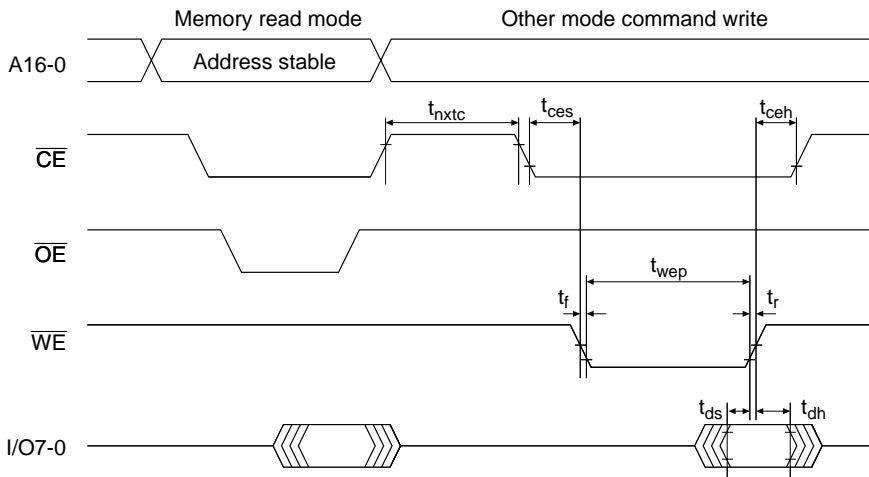 Memory read mode Other mode command write
A16-0 Address stable
tnxtc tces tceh
CE
OE
twep
tf tr
WE
tds tdh
I/O7-0